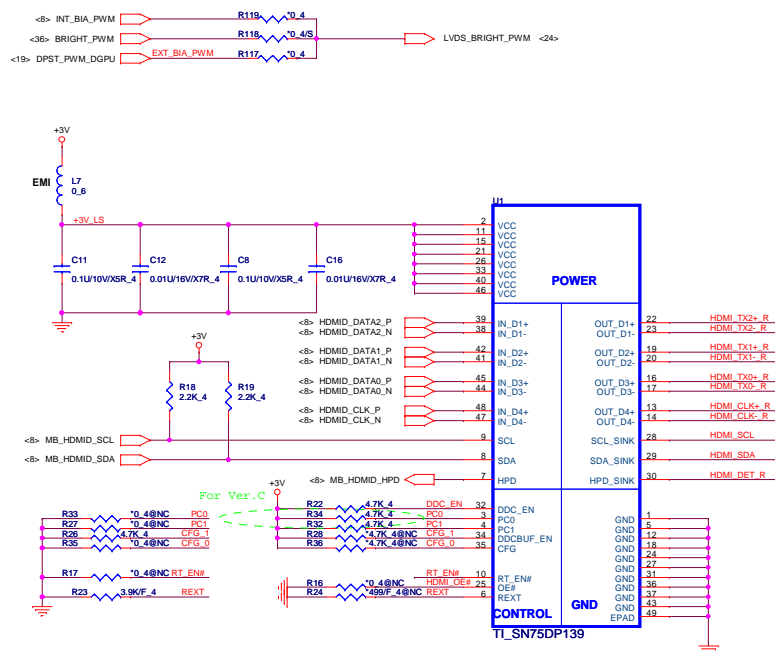 <8> INT_BIA_PWM R119 *0_4
<36> BRIGHT_PWM R118 *0_4/S LVDS_BRIGHT_PWM <24>
<19> DPST_PWM_DGPU EXT_BIA_PWM R117 *0_4
+3V
EMI L7
0_6
+3V_LS
C11 C12 C8 C16
0.1U/10V/X5R_4 0.01U/16V/X7R_4 0.1U/10V/X5R_4 0.01U/16V/X7R_4
U1
2 VCC
11 VCC
15 VCC
21 VCC
26 VCC
33 VCC
40 VCC
46 VCC
POWER
<8> HDMID_DATA2_P 39 IN_D1+ OUT_D1+ 22 HDMI_TX2+_R
<8> HDMID_DATA2_N 38 IN_D1- OUT_D1- 23 HDMI_TX2-_R
<8> HDMID_DATA1_P 42 IN_D2+ OUT_D2+ 19 HDMI_TX1+_R
<8> HDMID_DATA1_N 41 IN_D2- OUT_D2- 20 HDMI_TX1-_R
<8> HDMID_DATA0_P 45 IN_D3+ OUT_D3+ 16 HDMI_TX0+_R
<8> HDMID_DATA0_N 44 IN_D3- OUT_D3- 17 HDMI_TX0-_R
<8> HDMID_CLK_P 48 IN_D4+ OUT_D4+ 13 HDMI_CLK+_R
<8> HDMID_CLK_N 47 IN_D4- OUT_D4- 14 HDMI_CLK-_R
+3V
R18 R19
2.2K_4 2.2K_4
<8> MB_HDMID_SCL 9 SCL SCL_SINK 28 HDMI_SCL
<8> MB_HDMID_SDA 8 SDA SDA_SINK 29 HDMI_SDA
<8> MB_HDMID_HPD 7 HPD HPD_SINK 30 HDMI_DET_R
+3V
For Ver.C
R22 4.7K_4 DDC_EN 32 DDC_EN
R33 *0_4@NC PC0 R34 4.7K_4 PC0 3 PC0
R27 *0_4@NC PC1 R32 4.7K_4 PC1 4 PC1
R26 4.7K_4 CFG_1 R28 *4.7K_4@NC CFG_1 34 DDCBUF_EN
R35 *0_4@NC CFG_0 R36 *4.7K_4@NC CFG_0 35 CFG
R17 *0_4@NC RT_EN# RT_EN# 10 RT_EN#
R16 *0_4@NC HDMI_OE# 25 OE#
R23 3.9K/F_4 REXT R24 *499/F_4@NC REXT 6 REXT
GND 1
GND 5
GND 12
GND 18
GND 24
GND 27
GND 31
GND 36
GND 37
GND 43
EPAD 49
CONTROL GND
TI_SN75DP139